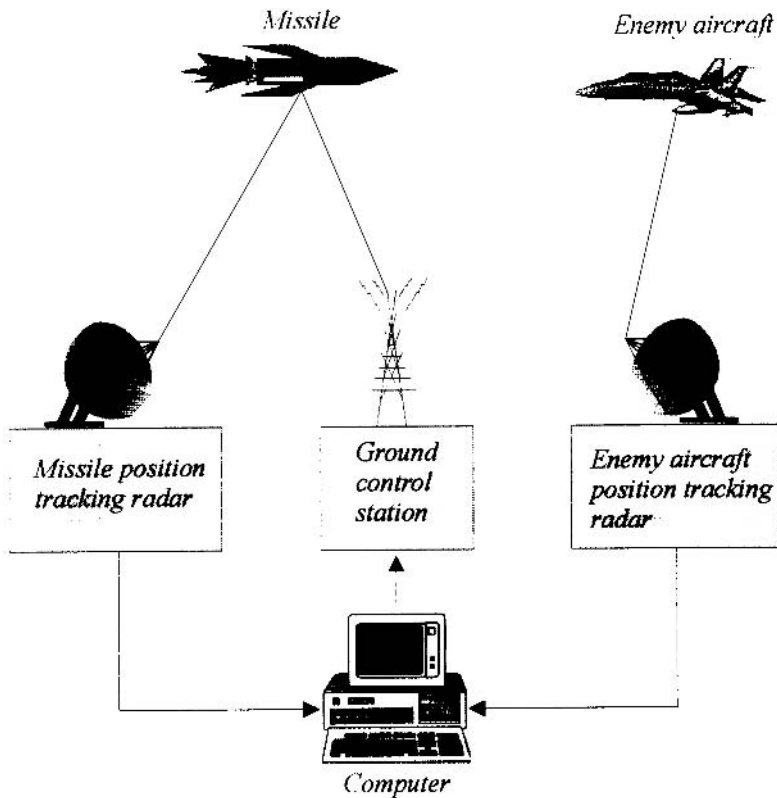 Missile
Enemy aircraft
Missile position
tracking radar
Ground
control
station
Enemy aircraft
position tracking
radar
Computer